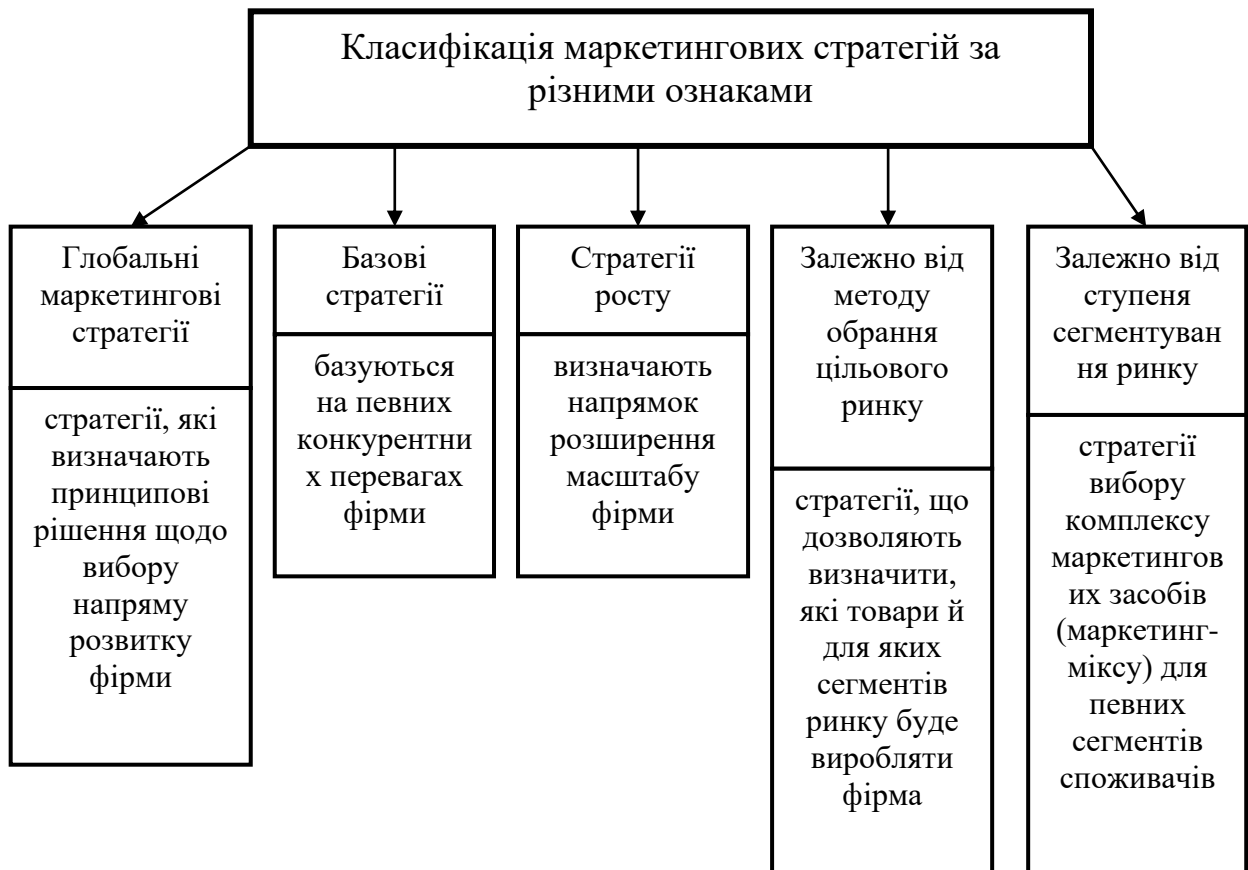 Класифікація маркетингових стратегій за
різними ознаками
Глобальні
маркетингові
стратегії
стратегії, які
визначають
принципові
рішення щодо
вибору
напряму
розвитку
фірми
Базові
стратегії
базуються
на певних
конкурентни
х перевагах
фірми
Стратегії
росту
визначають
напрямок
розширення
масштабу
фірми
Залежно від
методу
обрання
цільового
ринку
стратегії, що
дозволяють
визначити,
які товари й
для яких
сегментів
ринку буде
виробляти
фірма
Залежно від
ступеня
сегментуван
ня ринку
стратегії
вибору
комплексу
маркетингов
их засобів
(маркетинг-
міксу) для
певних
сегментів
споживачів